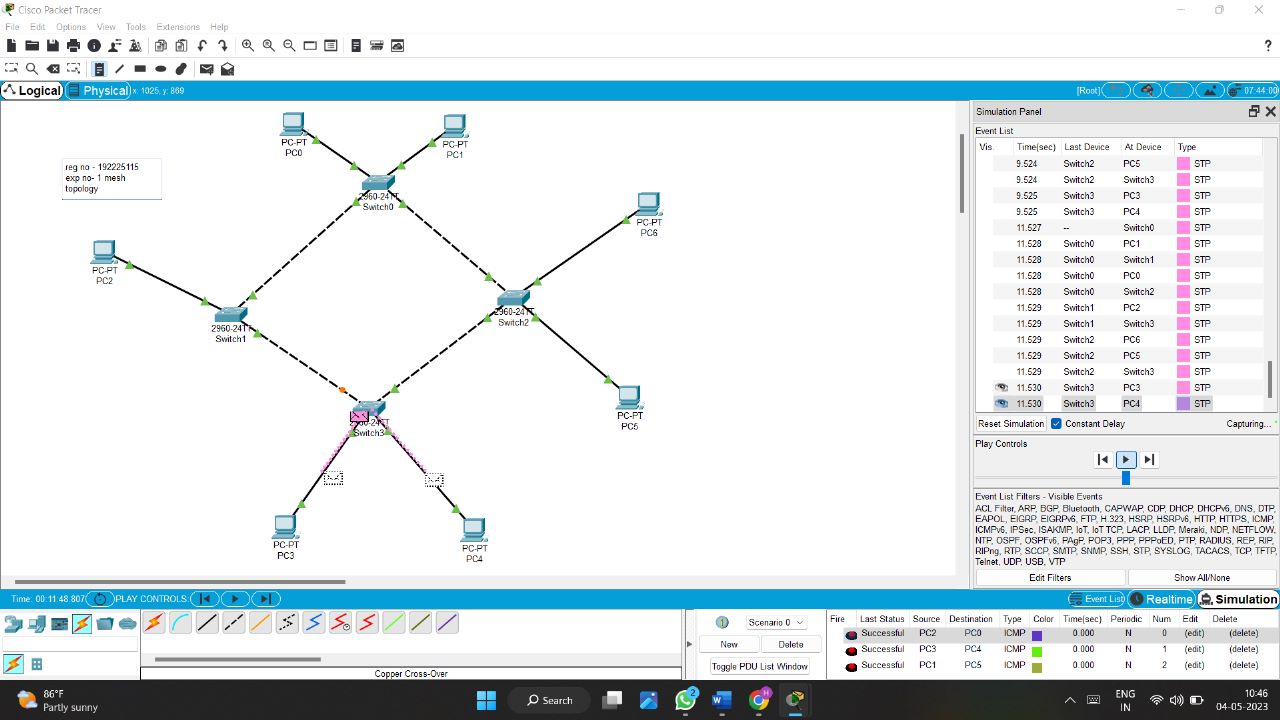 Cisco Packet Tracer
File Edit Options View Tools Extensions Help
Logical Physical x: 1025, y: 869 [Root] 07:44:00
reg no - 192225115
exp no- 1 mesh
topology
PC-PT
PC0
PC-PT
PC1
2960-24TT
Switch0
PC-PT
PC6
PC-PT
PC2
2960-24TT
Switch1
2960-24TT
Switch2
PC-PT
PC5
2960-24TT
Switch3
PC-PT
PC3
PC-PT
PC4
Simulation Panel
Event List
Vis. Time(sec) Last Device At Device Type
9.524 Switch2 PC5 STP
9.524 Switch2 Switch3 STP
9.525 Switch3 PC3 STP
9.525 Switch3 PC4 STP
11.527 -- Switch0 STP
11.528 Switch0 PC1 STP
11.528 Switch0 Switch1 STP
11.528 Switch0 PC0 STP
11.528 Switch0 Switch2 STP
11.529 Switch1 PC2 STP
11.529 Switch1 Switch3 STP
11.529 Switch2 PC6 STP
11.529 Switch2 PC5 STP
11.529 Switch2 Switch3 STP
11.530 Switch3 PC3 STP
11.530 Switch3 PC4 STP
Reset Simulation Constant Delay Capturing...
Play Controls
Event List Filters - Visible Events
ACL Filter, ARP, BGP, Bluetooth, CAPWAP, CDP, DHCP, DHCPv6, DNS, DTP,
EAPOL, EIGRP, EIGRPv6, FTP, H.323, HSRP, HSRPv6, HTTP, HTTPS, ICMP,
ICMPv6, IPSec, ISAKMP, IoT, IoT TCP, LACP, LLDP, Meraki, NDP, NETFLOW,
NTP, OSPF, OSPFv6, PAgP, POP3, PPP, PPPoED, PTP, RADIUS, REP, RIP,
RIPng, RTP, SCCP, SMTP, SNMP, SSH, STP, SYSLOG, TACACS, TCP, TFTP,
Telnet, UDP, USB, VTP
Edit Filters Show All/None
Time: 00:11:48.807 PLAY CONTROLS: Event List Realtime Simulation
Copper Cross-Over
Scenario 0
New Delete
Toggle PDU List Window
Fire Last Status Source Destination Type Color Time(sec) Periodic Num Edit Delete
Successful PC2 PC0 ICMP 0.000 N 0 (edit) (delete)
Successful PC3 PC4 ICMP 0.000 N 1 (edit) (delete)
Successful PC1 PC5 ICMP 0.000 N 2 (edit) (delete)
86°F
Partly sunny
Search
2
H
ENG
IN
10:46
04-05-2023